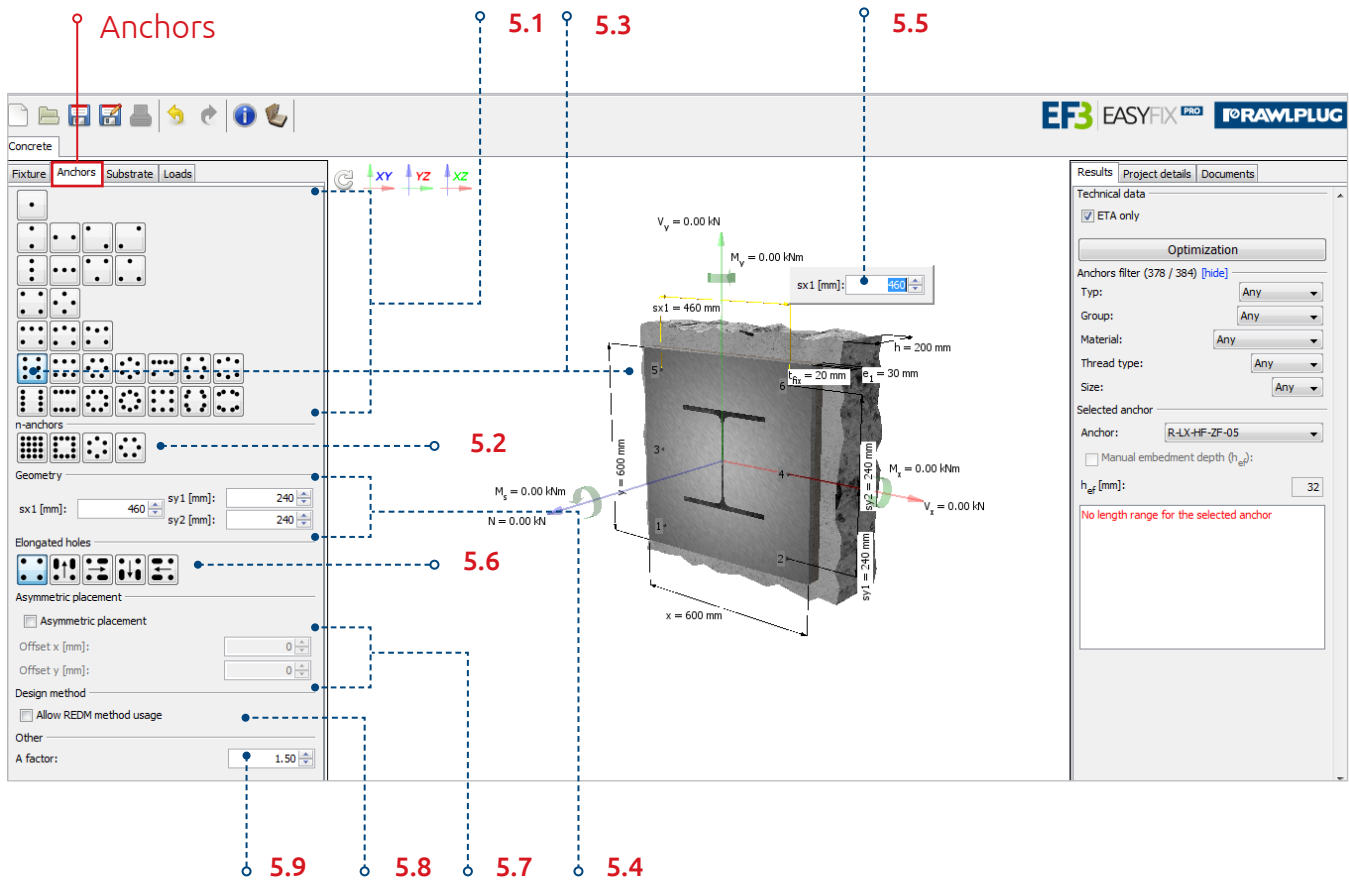 Anchors
5.1
5.3
5.5
EF3 EASYFIX PRO RAWLPLUG
Concrete
Fixture Anchors Substrate Loads
XY YZ XZ
n-anchors
5.2
Geometry
sx1 [mm]: 460
sy1 [mm]: 240
sy2 [mm]: 240
Elongated holes
5.6
Asymmetric placement
Asymmetric placement
Offset x [mm]: 0
Offset y [mm]: 0
Design method
Allow REDM method usage
Other
A factor: 1.50
Vy = 0.00 kN
My = 0.00 kNm
sx1 [mm]: 460
sx1 = 460 mm
h = 200 mm
tfix = 20 mm
e1 = 30 mm
5
6
3
4
1
2
y = 600 mm
sy2 = 240 mm
sy1 = 240 mm
Mx = 0.00 kNm
Vx = 0.00 kN
Ms = 0.00 kNm
N = 0.00 kN
x = 600 mm
Results Project details Documents
Technical data
ETA only
Optimization
Anchors filter (378 / 384) [hide]
Typ: Any
Group: Any
Material: Any
Thread type: Any
Size: Any
Selected anchor
Anchor: R-LX-HF-ZF-05
Manual embedment depth (hef):
hef [mm]: 32
No length range for the selected anchor
5.9
5.8
5.7
5.4